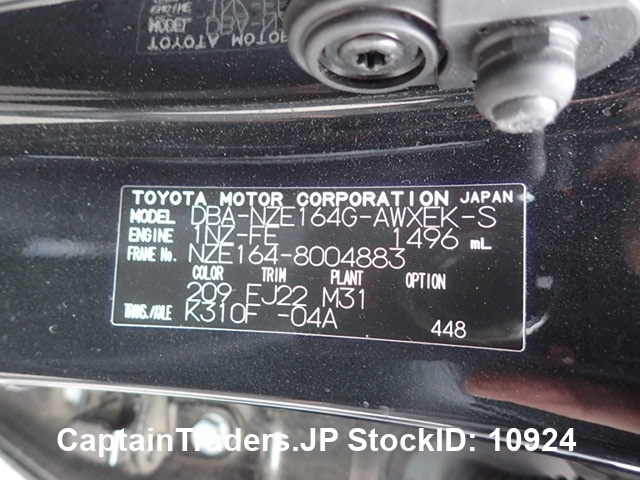 TOYOTA MOTOR CORPORATION JAPAN
MODEL DBA-NZE164G-AWXEK-S
ENGINE 1NZ-FE 1496 mL
FRAME No. NZE164-8004883
COLOR TRIM PLANT OPTION
209 FJ22 M31
TRANS./AXLE K310F -04A
448
CaptainTraders.JP StockID: 10924